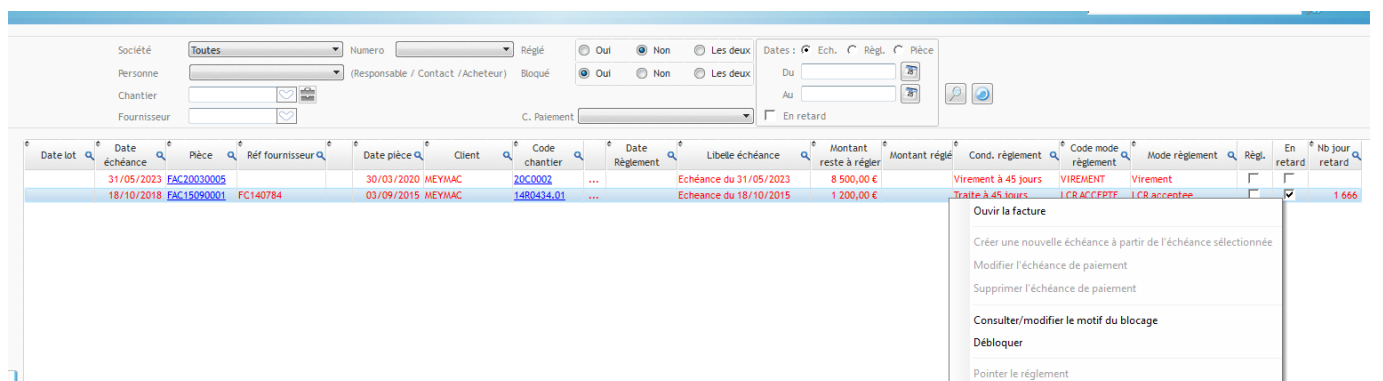 Société Toutes Numero Réglé Oui Non Les deux Dates : Ech. Règl. Pièce
Personne (Responsable / Contact /Acheteur) Bloqué Oui Non Les deux Du
Chantier Au
Fournisseur C. Paiement En retard
Date lot Date échéance Pièce Réf fournisseur Date pièce Client Code chantier Date Règlement Libelle échéance Montant reste à régler Montant réglé Cond. règlement Code mode règlement Mode règlement Règl. En retard Nb jour retard
31/05/2023 FAC20030005 30/03/2020 MEYMAC 20C0002 ... Echéance du 31/05/2023 8 500,00 € Virement à 45 jours VIREMENT Virement
18/10/2018 FAC15090001 FC140784 03/09/2015 MEYMAC 14R0434.01 ... Echeance du 18/10/2015 1 200,00 € Traite à 45 jours LCR ACCEPTE LCR acceptee 1 666
Ouvir la facture
Créer une nouvelle échéance à partir de l'échéance sélectionnée
Modifier l'échéance de paiement
Supprimer l'échéance de paiement
Consulter/modifier le motif du blocage
Débloquer
Pointer le réglement